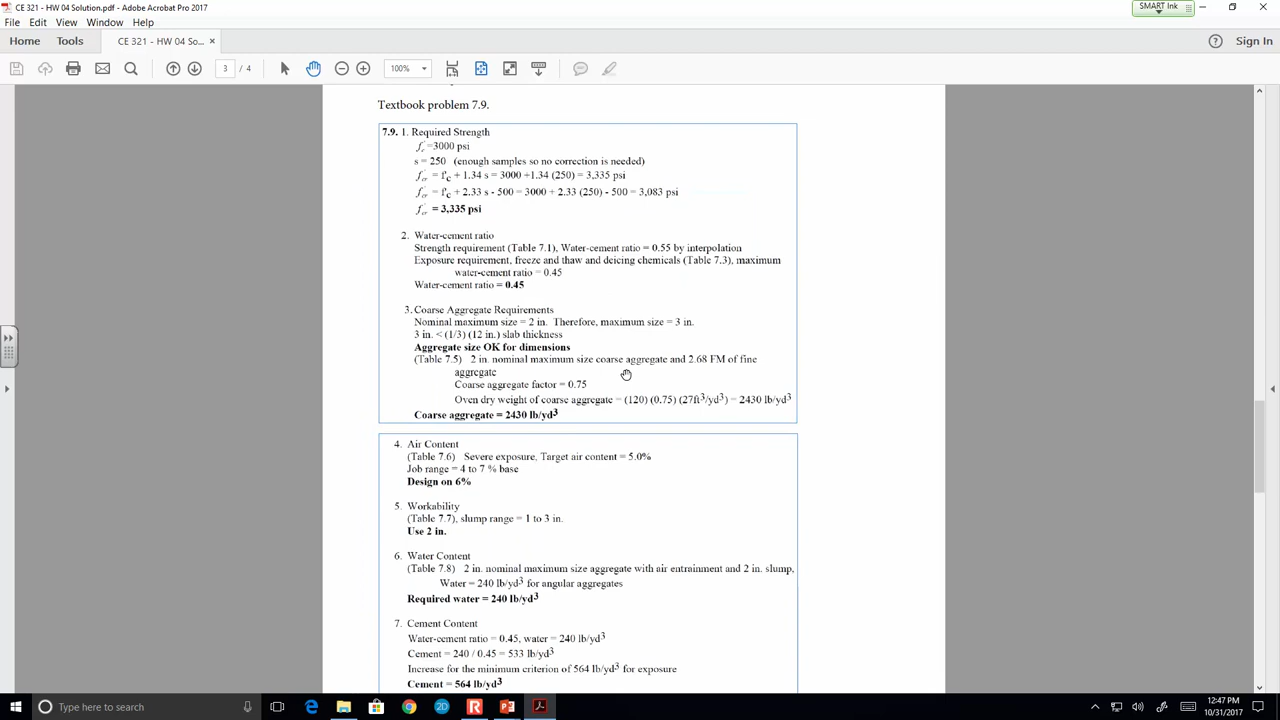 CE 321 - HW 04 Solution.pdf - Adobe Acrobat Pro 2017
SMART Ink
File Edit View Window Help
Home Tools CE 321 - HW 04 So... × Sign In
3 / 4 100%
Textbook problem 7.9.
7.9. 1. Required Strength
f'c =3000 psi
s = 250 (enough samples so no correction is needed)
f'cr = f'c + 1.34 s = 3000 +1.34 (250) = 3,335 psi
f'cr = f'c + 2.33 s - 500 = 3000 + 2.33 (250) - 500 = 3,083 psi
f'cr = 3,335 psi
2. Water-cement ratio
Strength requirement (Table 7.1), Water-cement ratio = 0.55 by interpolation
Exposure requirement, freeze and thaw and deicing chemicals (Table 7.3), maximum
water-cement ratio = 0.45
Water-cement ratio = 0.45
3. Coarse Aggregate Requirements
Nominal maximum size = 2 in. Therefore, maximum size = 3 in.
3 in. < (1/3) (12 in.) slab thickness
Aggregate size OK for dimensions
(Table 7.5) 2 in. nominal maximum size coarse aggregate and 2.68 FM of fine
aggregate
Coarse aggregate factor = 0.75
Oven dry weight of coarse aggregate = (120) (0.75) (27ft3/yd3) = 2430 lb/yd3
Coarse aggregate = 2430 lb/yd3
4. Air Content
(Table 7.6) Severe exposure, Target air content = 5.0%
Job range = 4 to 7 % base
Design on 6%
5. Workability
(Table 7.7), slump range = 1 to 3 in.
Use 2 in.
6. Water Content
(Table 7.8) 2 in. nominal maximum size aggregate with air entrainment and 2 in. slump,
Water = 240 lb/yd3 for angular aggregates
Required water = 240 lb/yd3
7. Cement Content
Water-cement ratio = 0.45, water = 240 lb/yd3
Cement = 240 / 0.45 = 533 lb/yd3
Increase for the minimum criterion of 564 lb/yd3 for exposure
Cement = 564 lb/yd3
Type here to search
12:47 PM
10/31/2017